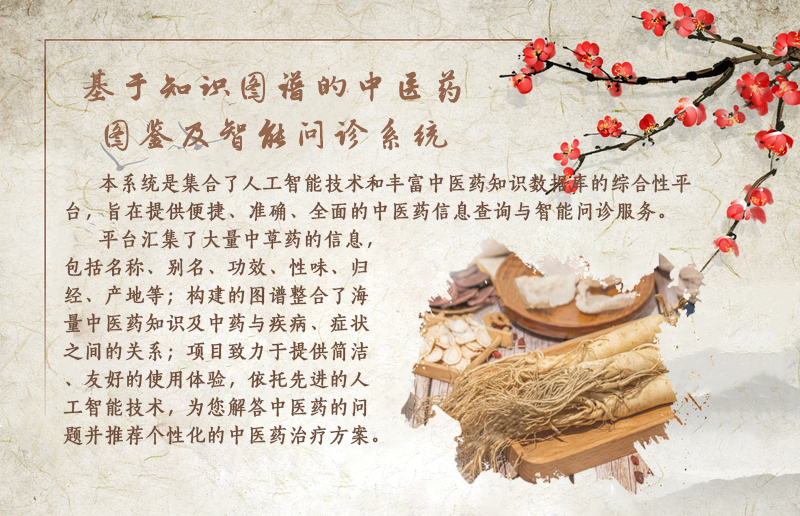 基于知识图谱的中医药
图鉴及智能问诊系统
本系统是集合了人工智能技术和丰富中医药知识数据库的综合性平
台，旨在提供便捷、准确、全面的中医药信息查询与智能问诊服务。
平台汇集了大量中草药的信息，
包括名称、别名、功效、性味、归
经、产地等；构建的图谱整合了海
量中医药知识及中药与疾病、症状
之间的关系；项目致力于提供简洁
、友好的使用体验，依托先进的人
工智能技术，为您解答中医药的问
题并推荐个性化的中医药治疗方案。